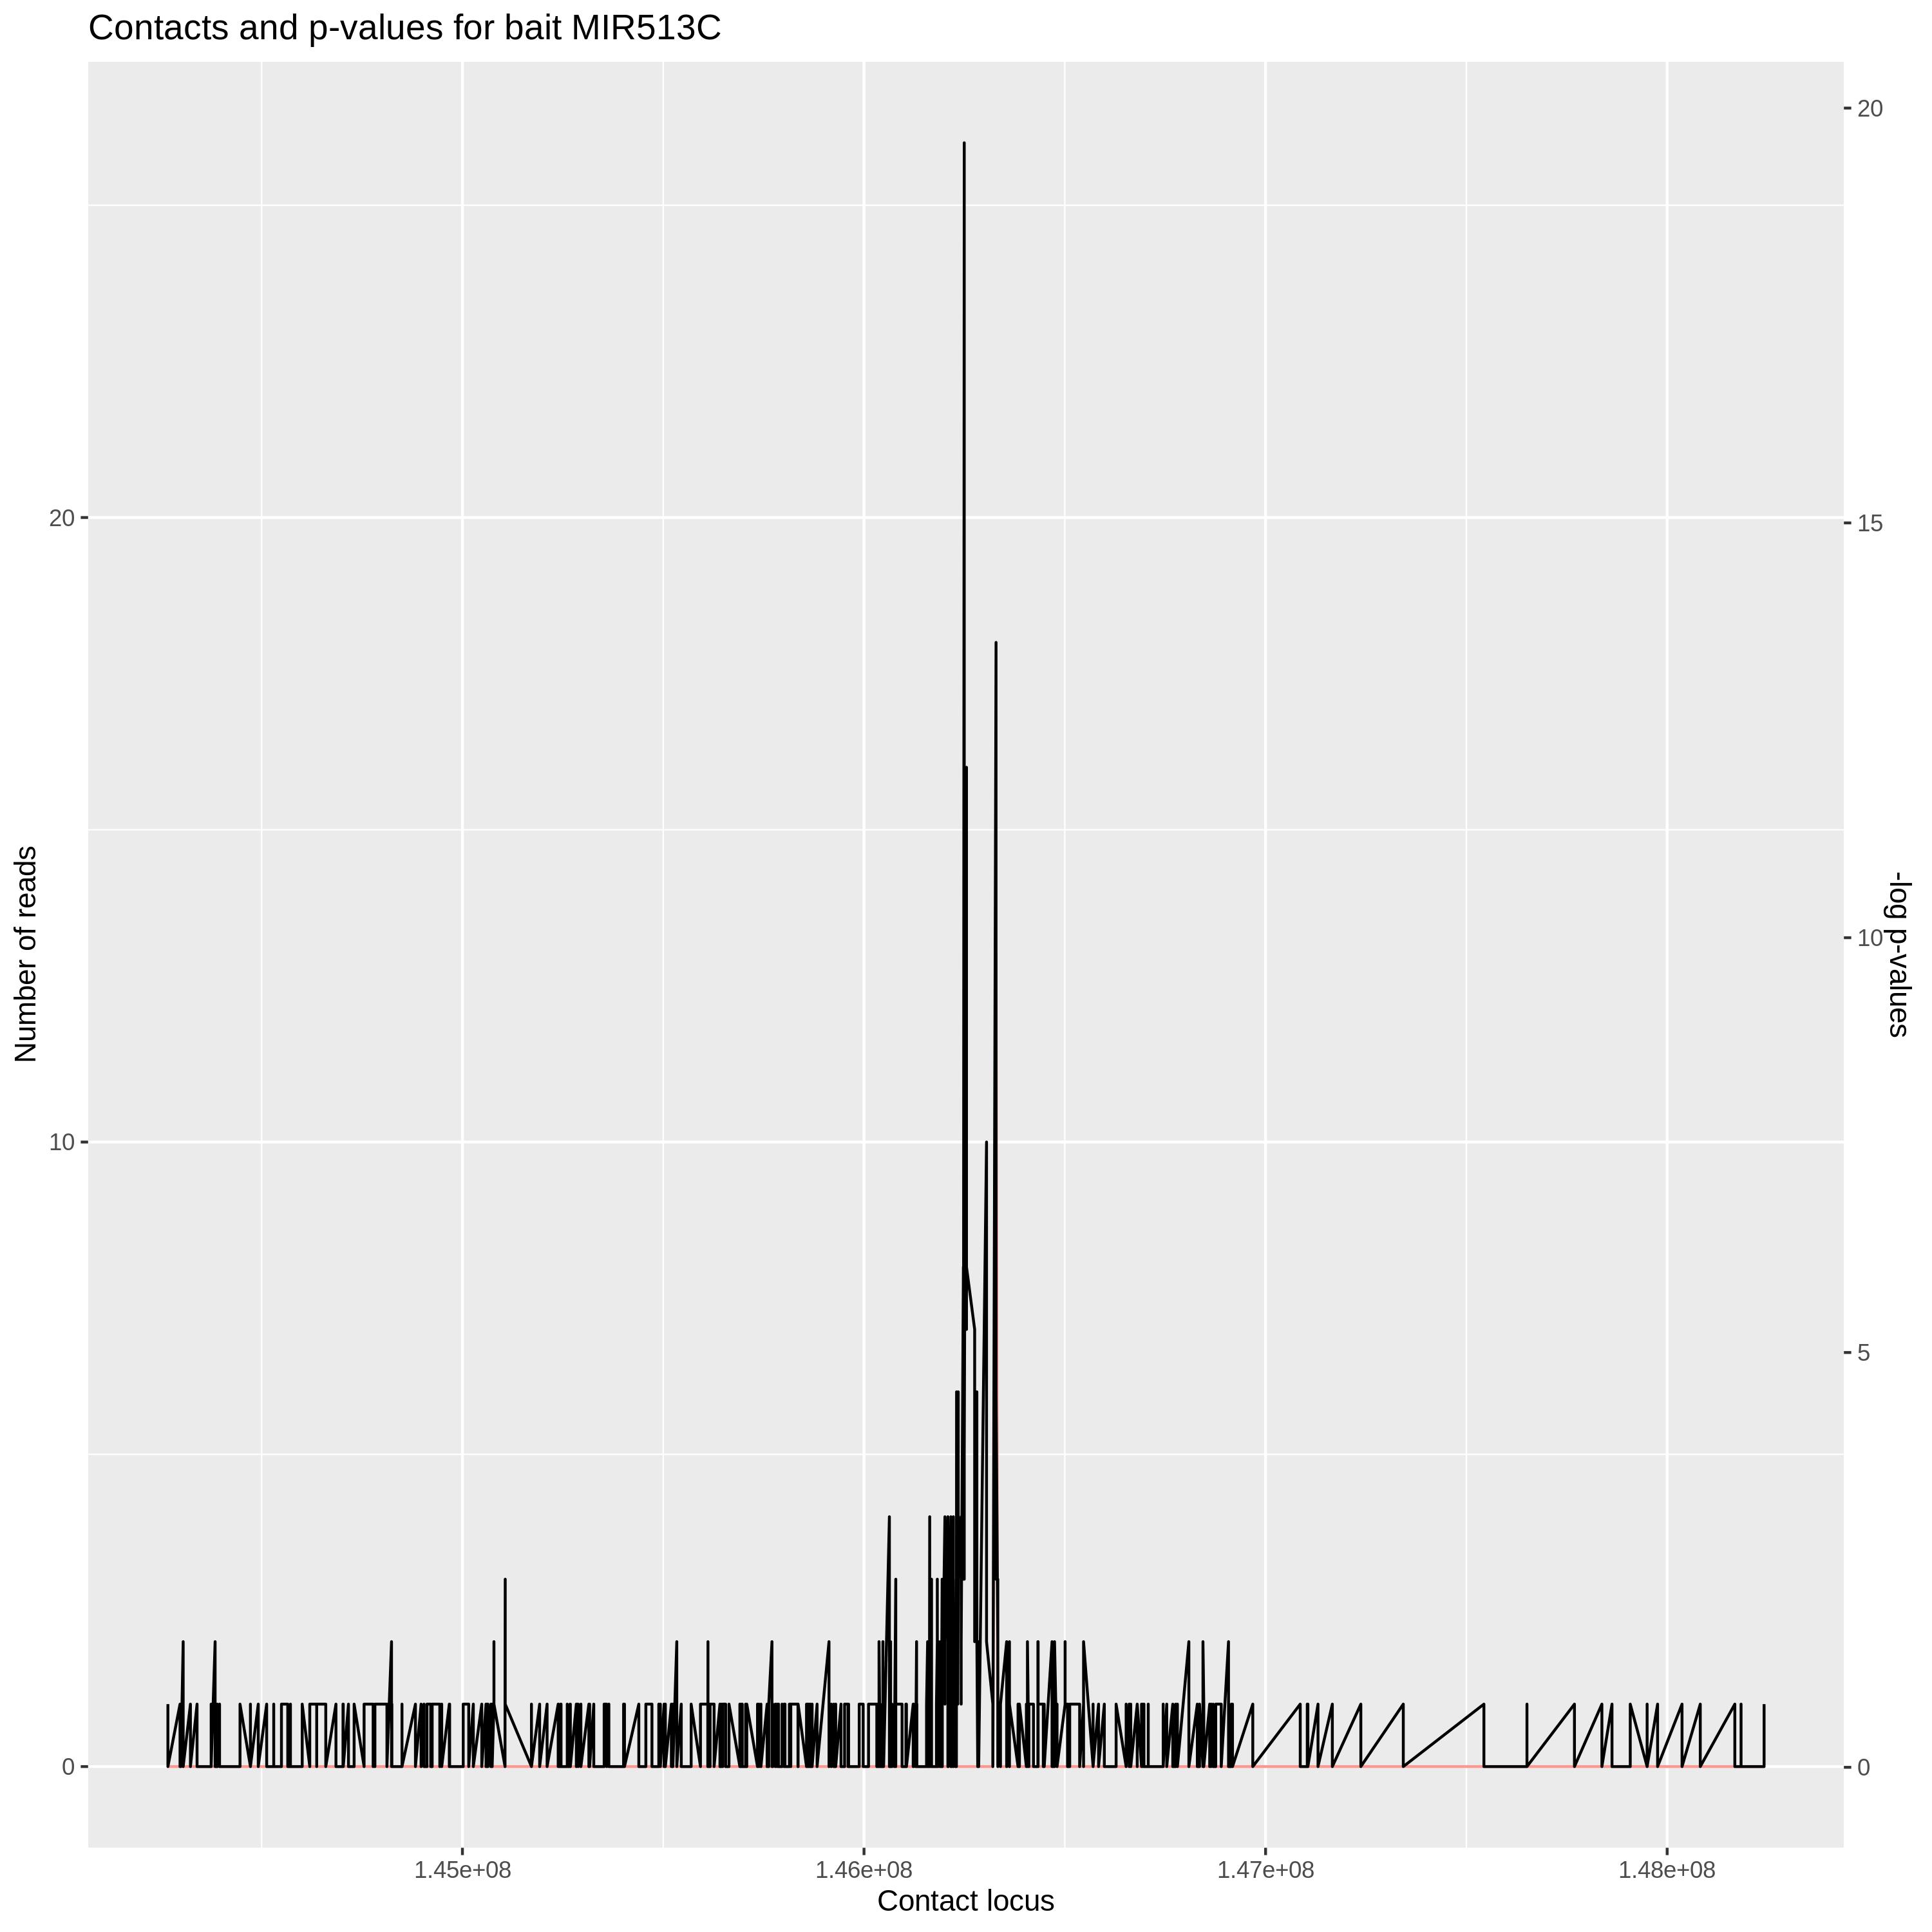 Contacts and p-values for bait MIR513C
20
10
0
Number of reads
20
15
10
5
0
-log p-values
1.45e+08
1.46e+08
1.47e+08
1.48e+08
Contact locus